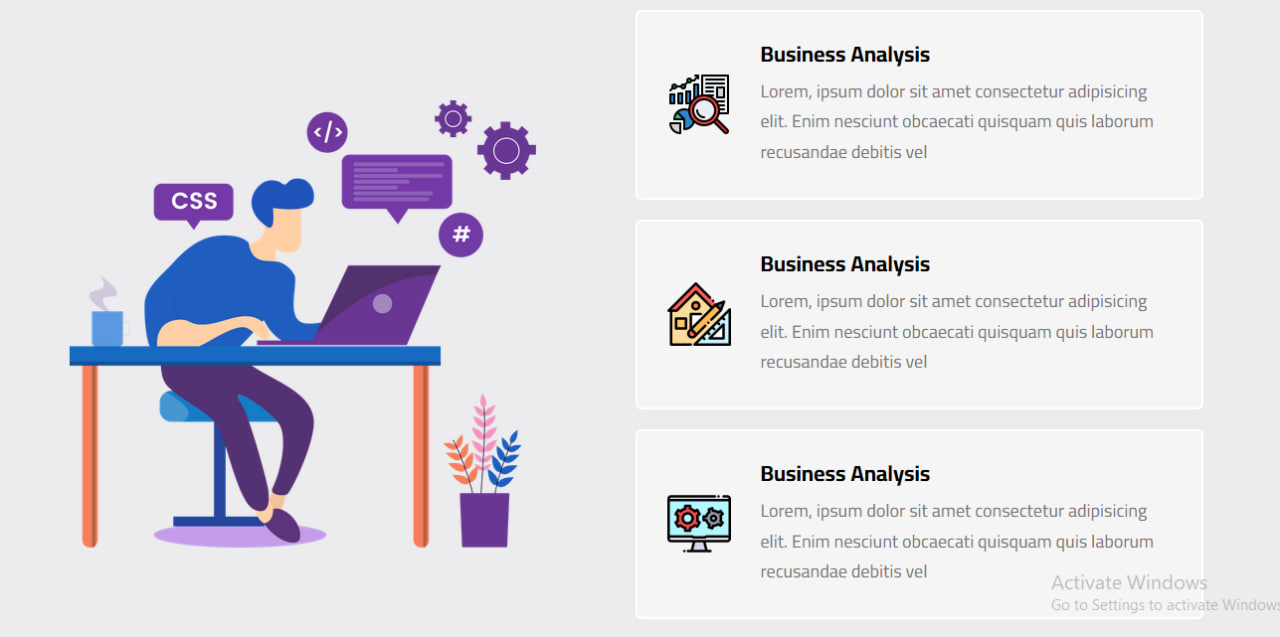 </>
CSS
#
Business Analysis
Lorem, ipsum dolor sit amet consectetur adipisicing
elit. Enim nesciunt obcaecati quisquam quis laborum
recusandae debitis vel
Business Analysis
Lorem, ipsum dolor sit amet consectetur adipisicing
elit. Enim nesciunt obcaecati quisquam quis laborum
recusandae debitis vel
Business Analysis
Lorem, ipsum dolor sit amet consectetur adipisicing
elit. Enim nesciunt obcaecati quisquam quis laborum
recusandae debitis vel
Activate Windows
Go to Settings to activate Windows